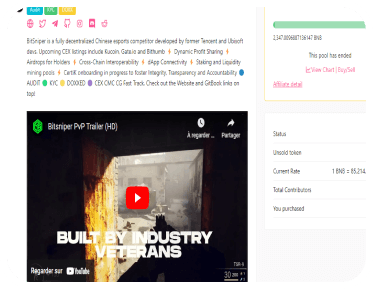 Audit KYC
BitSniper is a fully decentralized Chinese esports competitor developed by former Tencent and Ubisoft
devs. Upcoming CEX listings include Kucoin, Gate.io and Bithumb ⚡ Dynamic Profit Sharing ⚡
Airdrops for Holders ⚡ Cross-Chain Interoperability ⚡ dApp Connectivity ⚡ Staking and Liquidity
mining pools ⚡ CertiK onboarding in progress to foster Integrity, Transparency and Accountability 🔵
AUDIT 🟢 KYC 🟡 DOXXED 🟣 CEX CMC CG Fast Track. Check out the Website and GitBook links on
top!
Bitsniper PvP Trailer (HD)
À regarder ...
Partager
BUILT BY INDUSTRY
VETERANS
Regarder sur YouTube
30
This pool has ended
View Chart | Buy/Sell
Affiliate detail
Status
Unsold token
Current Rate 1 BNB = 85,214.
Total Contributors
You purchased